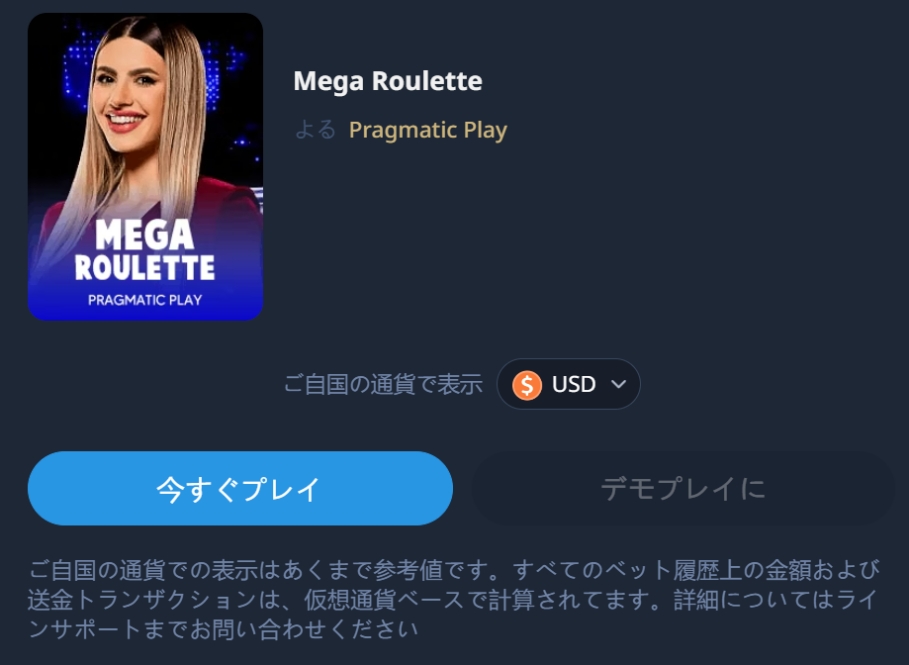 Mega Roulette
よる Pragmatic Play
MEGA
ROULETTE
PRAGMATIC PLAY
ご自国の通貨で表示 $ USD
今すぐプレイ
デモプレイに
ご自国の通貨での表示はあくまで参考値です。すべてのベット履歴上の金額および
送金トランザクションは、仮想通貨ベースで計算されてます。詳細についてはライ
ンサポートまでお問い合わせください